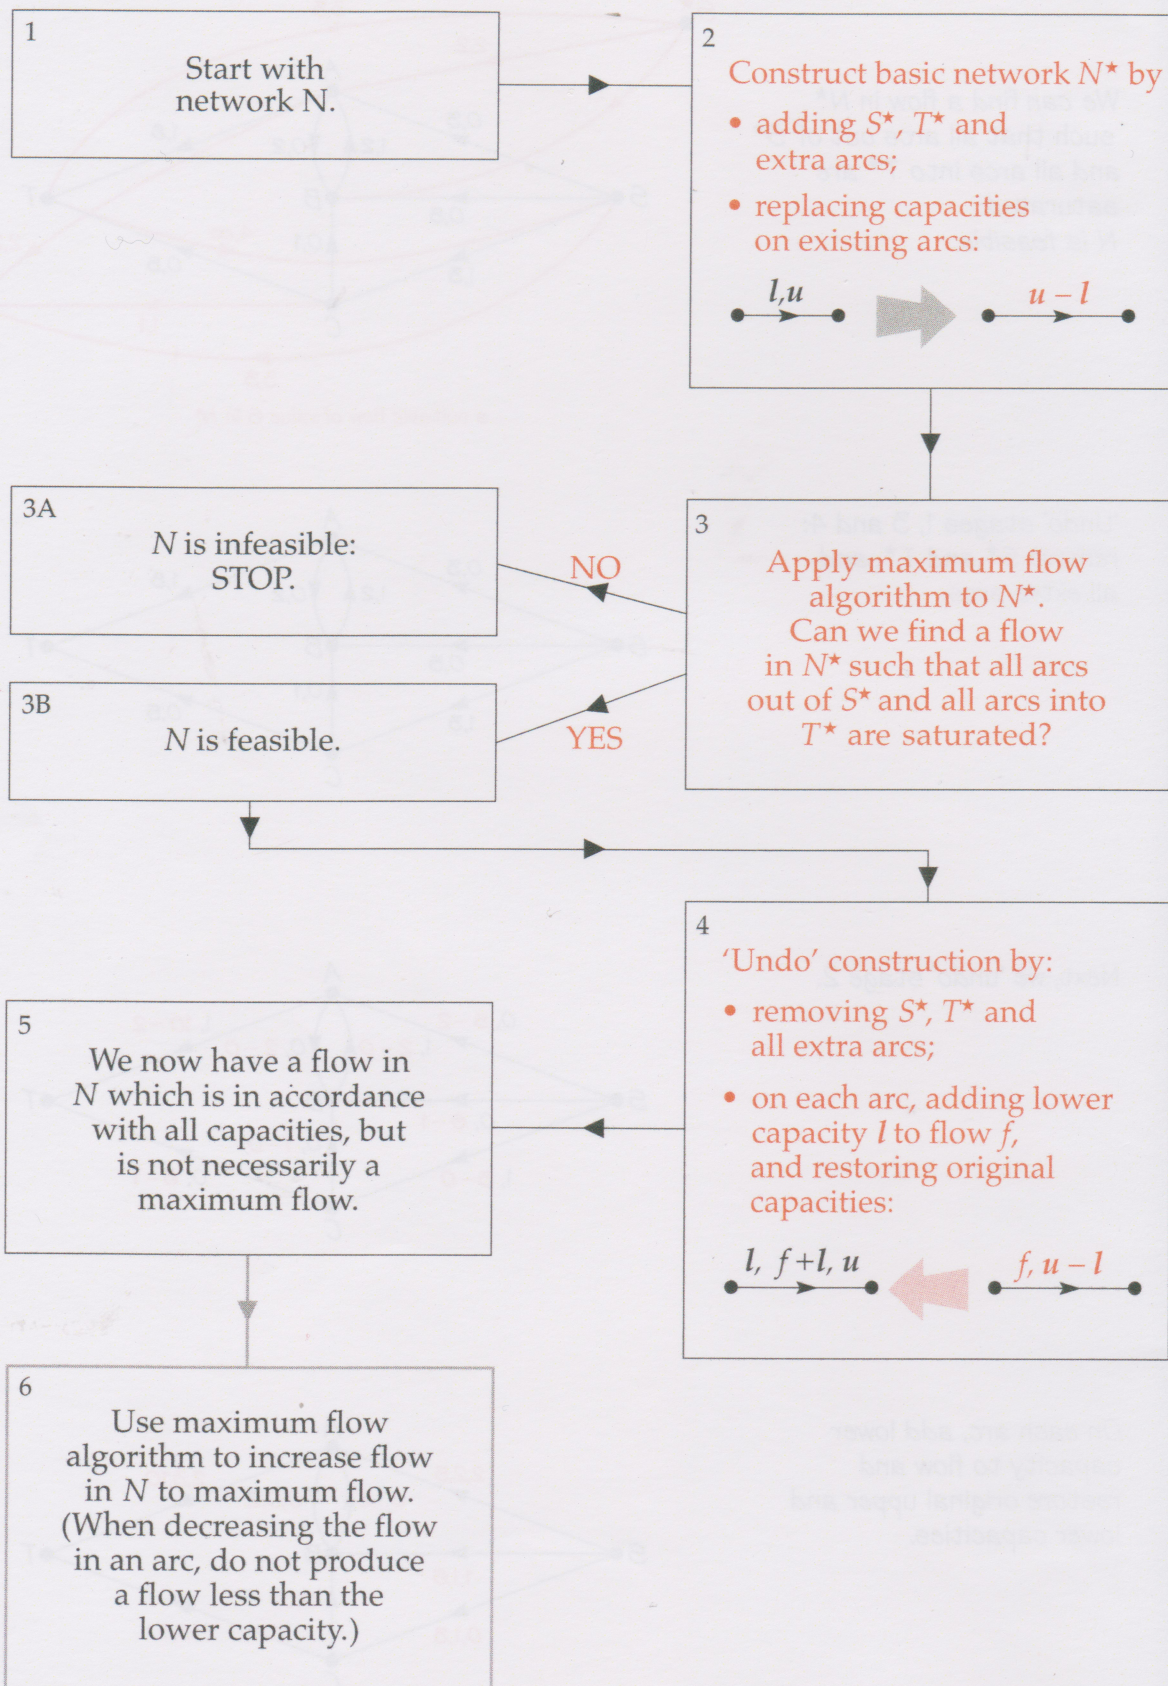 1
Start with
network N.
2
Construct basic network N★ by
• adding S★, T★ and
extra arcs;
• replacing capacities
on existing arcs:
l,u
u – l
3A
N is infeasible:
STOP.
NO
3
Apply maximum flow
algorithm to N★.
Can we find a flow
in N★ such that all arcs
out of S★ and all arcs into
T★ are saturated?
3B
N is feasible.
YES
4
‘Undo’ construction by:
• removing S★, T★ and
all extra arcs;
• on each arc, adding lower
capacity l to flow f,
and restoring original
capacities:
l, f+l, u
f, u – l
5
We now have a flow in
N which is in accordance
with all capacities, but
is not necessarily a
maximum flow.
6
Use maximum flow
algorithm to increase flow
in N to maximum flow.
(When decreasing the flow
in an arc, do not produce
a flow less than the
lower capacity.)